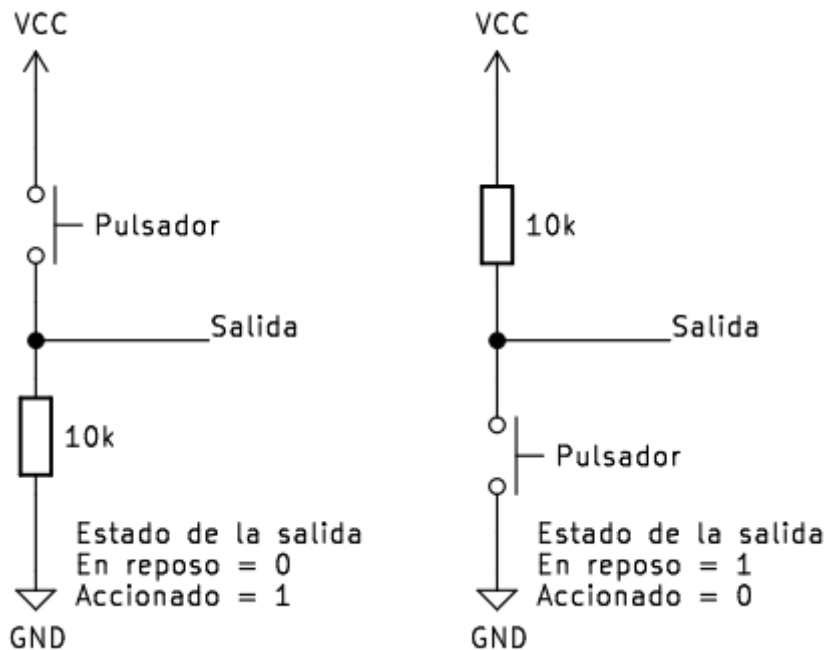 VCC
Pulsador
Salida
10k
Estado de la salida
En reposo = 0
Accionado = 1
GND
VCC
10k
Salida
Pulsador
Estado de la salida
En reposo = 1
Accionado = 0
GND